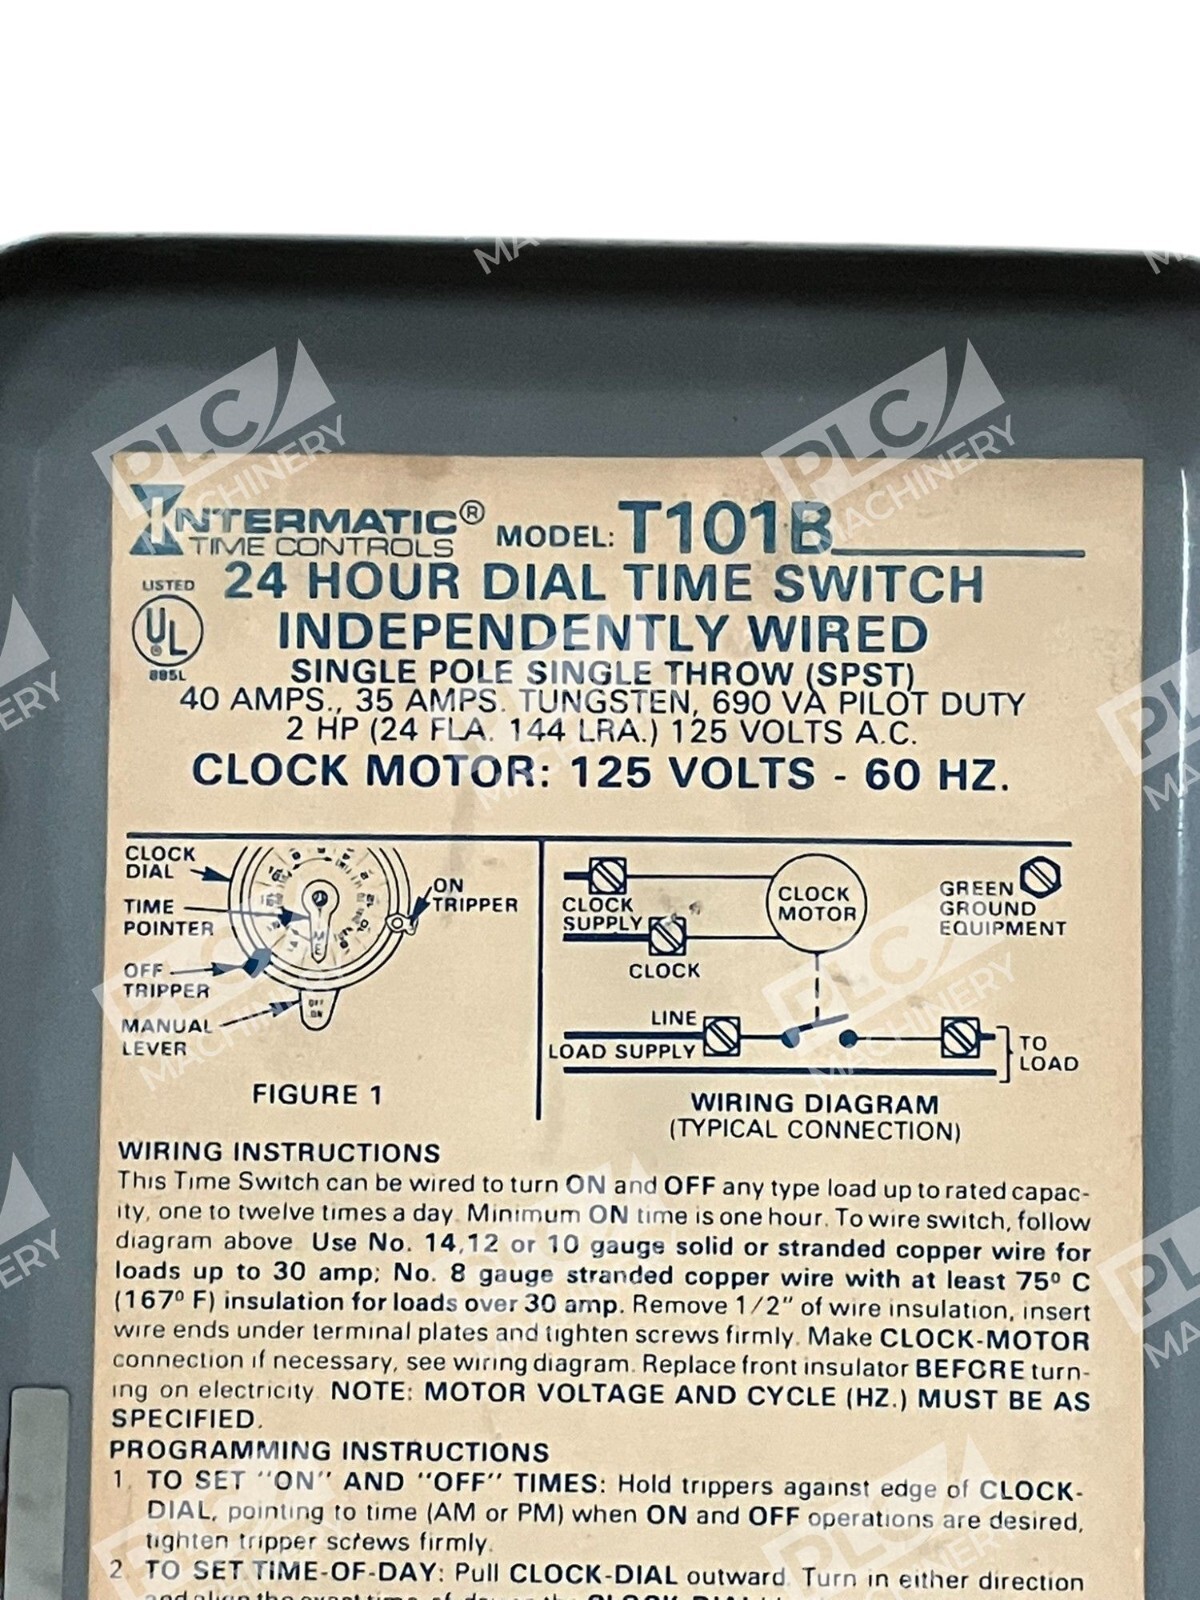 INTERMATIC® MODEL: T101B
TIME CONTROLS
LISTED
UL
®
885L
24 HOUR DIAL TIME SWITCH
INDEPENDENTLY WIRED
SINGLE POLE SINGLE THROW (SPST)
40 AMPS., 35 AMPS. TUNGSTEN, 690 VA PILOT DUTY
2 HP (24 FLA. 144 LRA.) 125 VOLTS A.C.
CLOCK MOTOR: 125 VOLTS - 60 HZ.
CLOCK
DIAL
TIME
POINTER
OFF
TRIPPER
MANUAL
LEVER
ON
TRIPPER
OFF
ON
FIGURE 1
CLOCK
SUPPLY
CLOCK
CLOCK
MOTOR
GREEN
GROUND
EQUIPMENT
LINE
LOAD SUPPLY
TO
LOAD
WIRING DIAGRAM
(TYPICAL CONNECTION)
WIRING INSTRUCTIONS
This Time Switch can be wired to turn ON and OFF any type load up to rated capac-
ity, one to twelve times a day. Minimum ON time is one hour. To wire switch, follow
diagram above. Use No. 14,12 or 10 gauge solid or stranded copper wire for
loads up to 30 amp; No. 8 gauge stranded copper wire with at least 75º C
(167º F) insulation for loads over 30 amp. Remove 1/2" of wire insulation, insert
wire ends under terminal plates and tighten screws firmly. Make CLOCK-MOTOR
connection if necessary, see wiring diagram. Replace front insulator BEFORE turn-
ing on electricity. NOTE: MOTOR VOLTAGE AND CYCLE (HZ.) MUST BE AS
SPECIFIED.
PROGRAMMING INSTRUCTIONS
1. TO SET "ON" AND "OFF" TIMES: Hold trippers against edge of CLOCK-
DIAL, pointing to time (AM or PM) when ON and OFF operations are desired,
tighten tripper screws firmly.
2. TO SET TIME-OF-DAY: Pull CLOCK-DIAL outward. Turn in either direction
PLC MACHINERY